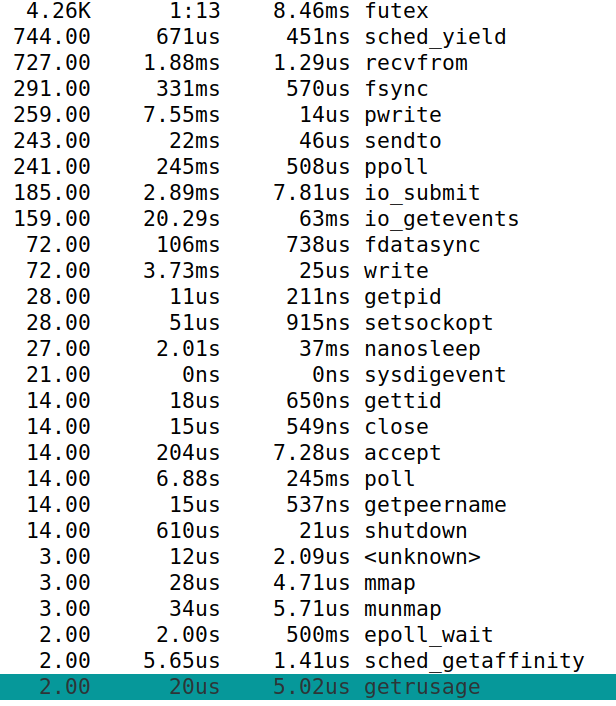 4.26K 1:13 8.46ms futex
744.00 671us 451ns sched_yield
727.00 1.88ms 1.29us recvfrom
291.00 331ms 570us fsync
259.00 7.55ms 14us pwrite
243.00 22ms 46us sendto
241.00 245ms 508us ppoll
185.00 2.89ms 7.81us io_submit
159.00 20.29s 63ms io_getevents
72.00 106ms 738us fdatasync
72.00 3.73ms 25us write
28.00 11us 211ns getpid
28.00 51us 915ns setsockopt
27.00 2.01s 37ms nanosleep
21.00 0ns 0ns sysdigevent
14.00 18us 650ns gettid
14.00 15us 549ns close
14.00 204us 7.28us accept
14.00 6.88s 245ms poll
14.00 15us 537ns getpeername
14.00 610us 21us shutdown
3.00 12us 2.09us <unknown>
3.00 28us 4.71us mmap
3.00 34us 5.71us munmap
2.00 2.00s 500ms epoll_wait
2.00 5.65us 1.41us sched_getaffinity
2.00 20us 5.02us getrusage